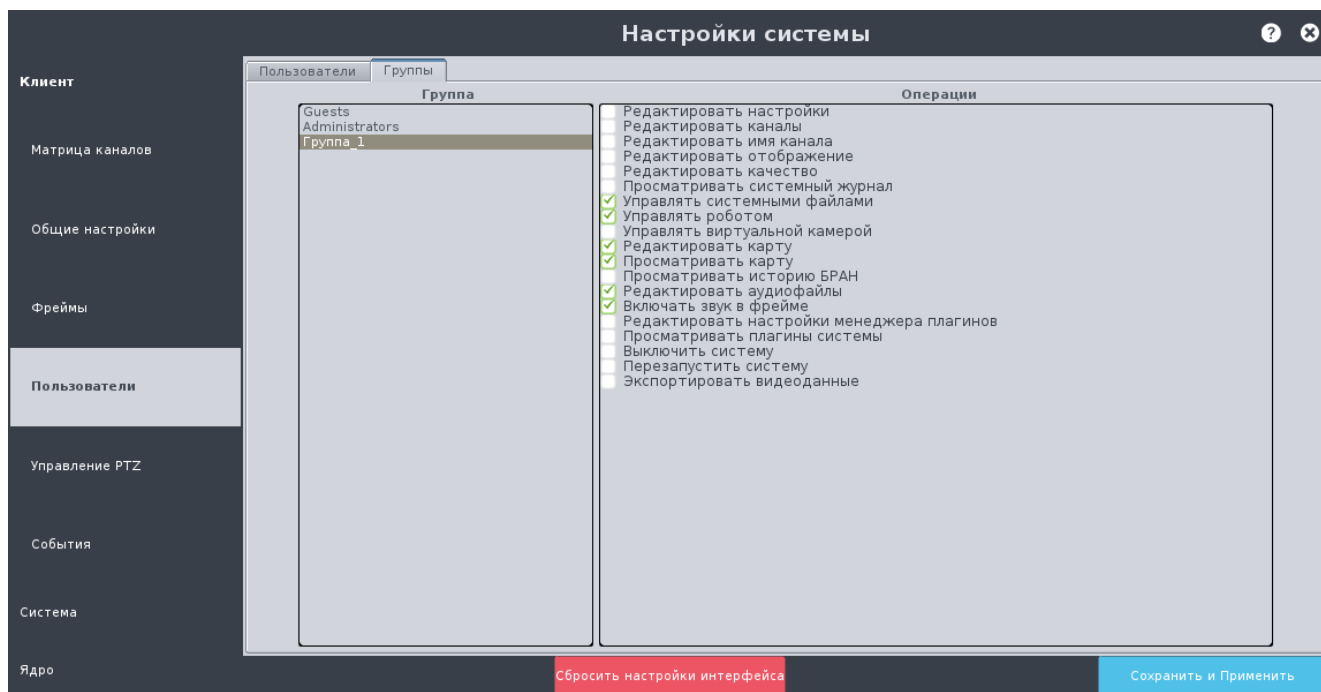 Настройки системы
?
Клиент
Матрица каналов
Общие настройки
Фреймы
Пользователи
Управление PTZ
События
Система
Ядро
Пользователи
Группы
Группа
Guests
Administrators
Группа_1
Операции
Редактировать настройки
Редактировать каналы
Редактировать имя канала
Редактировать отображение
Редактировать качество
Просматривать системный журнал
Управлять системными файлами
Управлять роботом
Управлять виртуальной камерой
Редактировать карту
Просматривать карту
Просматривать историю БРАН
Редактировать аудиофайлы
Включать звук в фрейме
Редактировать настройки менеджера плагинов
Просматривать плагины системы
Выключить систему
Перезапустить систему
Экспортировать видеоданные
Сбросить настройки интерфейса
Сохранить и Применить